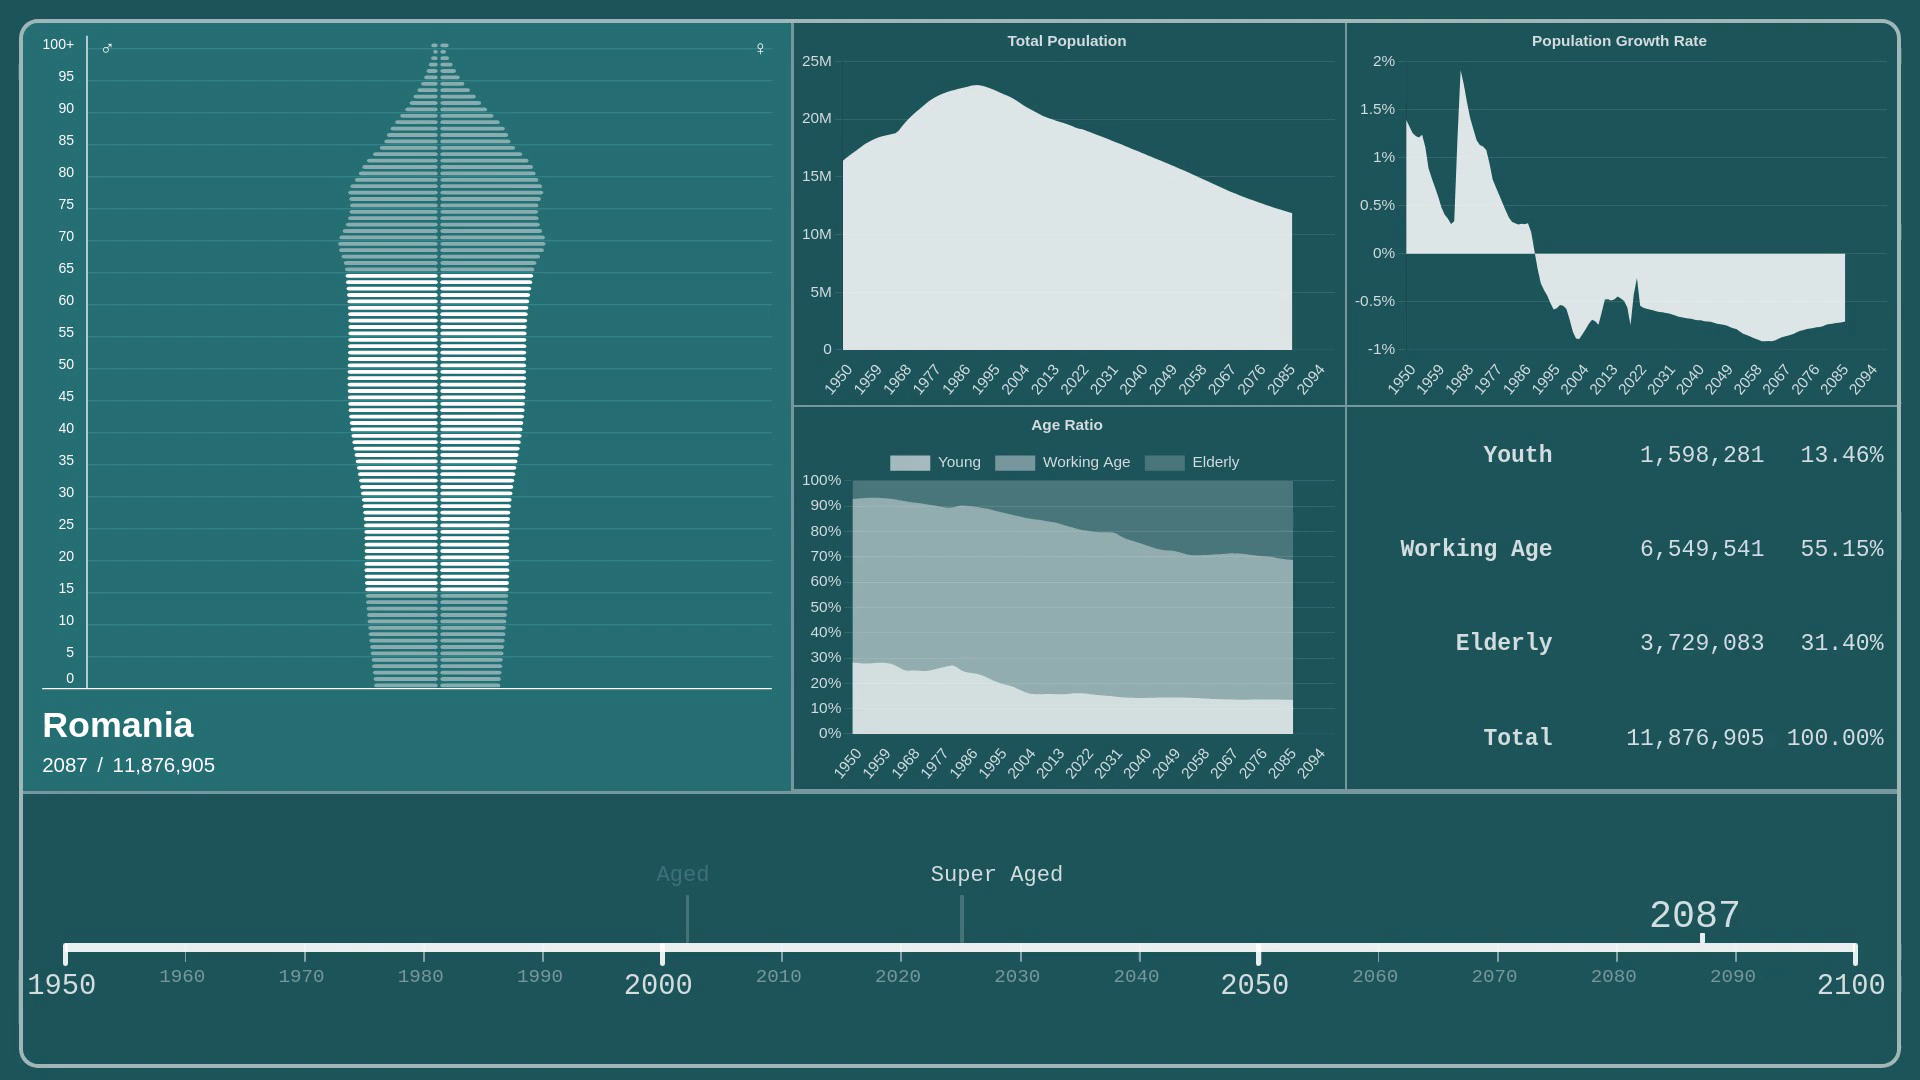 100+
♂
♀
95
90
85
80
75
70
65
60
55
50
45
40
35
30
25
20
15
10
5
0
Romania
2087 / 11,876,905
Total Population
25M
20M
15M
10M
5M
0
1950 1959 1968 1977 1986 1995 2004 2013 2022 2031 2040 2049 2058 2067 2076 2085 2094
Population Growth Rate
2%
1.5%
1%
0.5%
0%
-0.5%
-1%
1950 1959 1968 1977 1986 1995 2004 2013 2022 2031 2040 2049 2058 2067 2076 2085 2094
Age Ratio
Young Working Age Elderly
100%
90%
80%
70%
60%
50%
40%
30%
20%
10%
0%
1950 1959 1968 1977 1986 1995 2004 2013 2022 2031 2040 2049 2058 2067 2076 2085 2094
Youth 1,598,281 13.46%
Working Age 6,549,541 55.15%
Elderly 3,729,083 31.40%
Total 11,876,905 100.00%
Aged Super Aged
2087
1950 1960 1970 1980 1990 2000 2010 2020 2030 2040 2050 2060 2070 2080 2090 2100